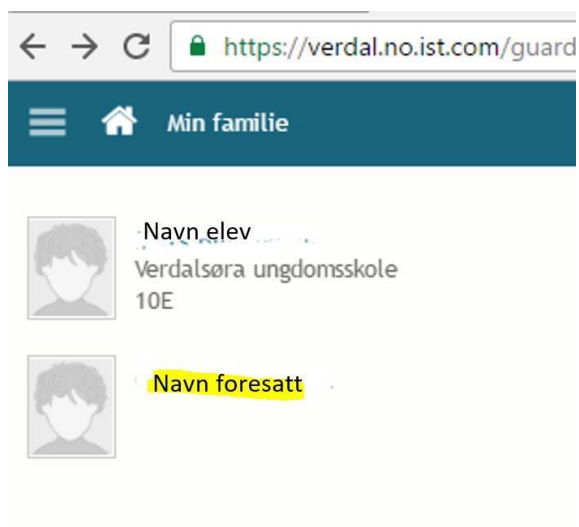 https://verdal.no.ist.com/guard
Min familie
Navn elev
Verdalsøra ungdomsskole
10E
Navn foresatt